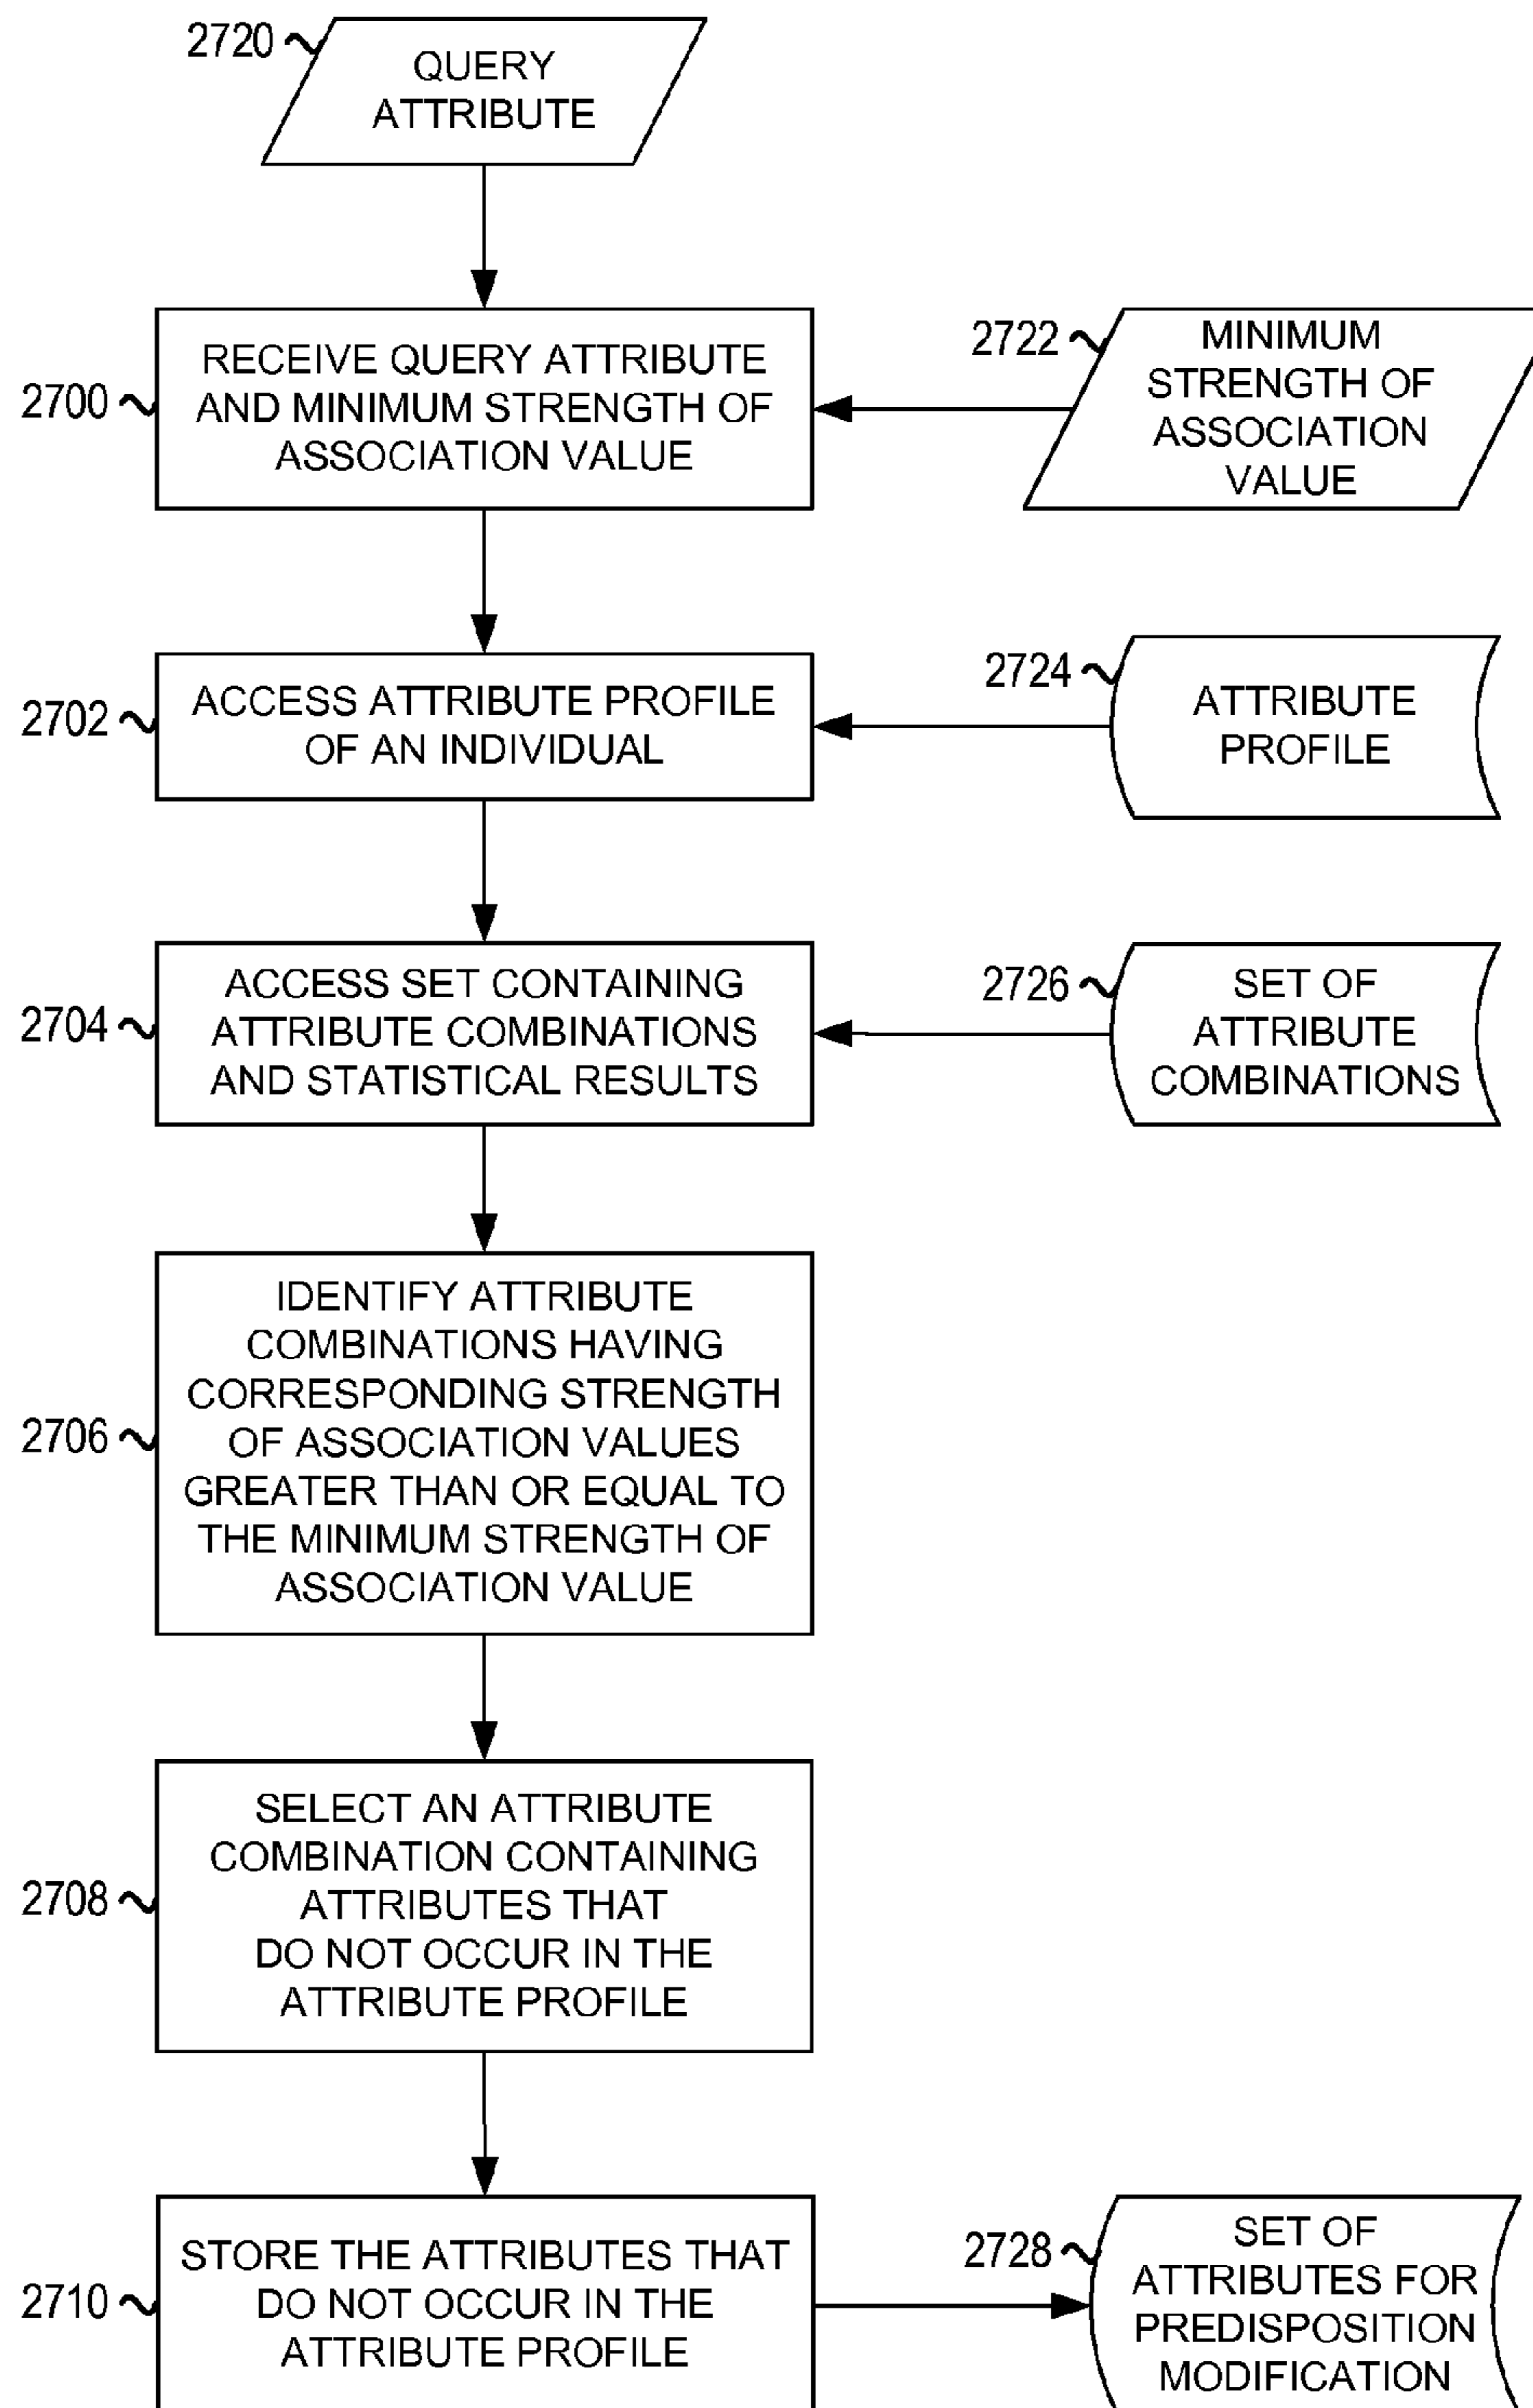 2720
QUERY
ATTRIBUTE
2700
RECEIVE QUERY ATTRIBUTE
AND MINIMUM STRENGTH OF
ASSOCIATION VALUE
2722
MINIMUM
STRENGTH OF
ASSOCIATION
VALUE
2702
ACCESS ATTRIBUTE PROFILE
OF AN INDIVIDUAL
2724
ATTRIBUTE
PROFILE
2704
ACCESS SET CONTAINING
ATTRIBUTE COMBINATIONS
AND STATISTICAL RESULTS
2726
SET OF
ATTRIBUTE
COMBINATIONS
2706
IDENTIFY ATTRIBUTE
COMBINATIONS HAVING
CORRESPONDING STRENGTH
OF ASSOCIATION VALUES
GREATER THAN OR EQUAL TO
THE MINIMUM STRENGTH OF
ASSOCIATION VALUE
2708
SELECT AN ATTRIBUTE
COMBINATION CONTAINING
ATTRIBUTES THAT
DO NOT OCCUR IN THE
ATTRIBUTE PROFILE
2710
STORE THE ATTRIBUTES THAT
DO NOT OCCUR IN THE
ATTRIBUTE PROFILE
2728
SET OF
ATTRIBUTES FOR
PREDISPOSITION
MODIFICATION